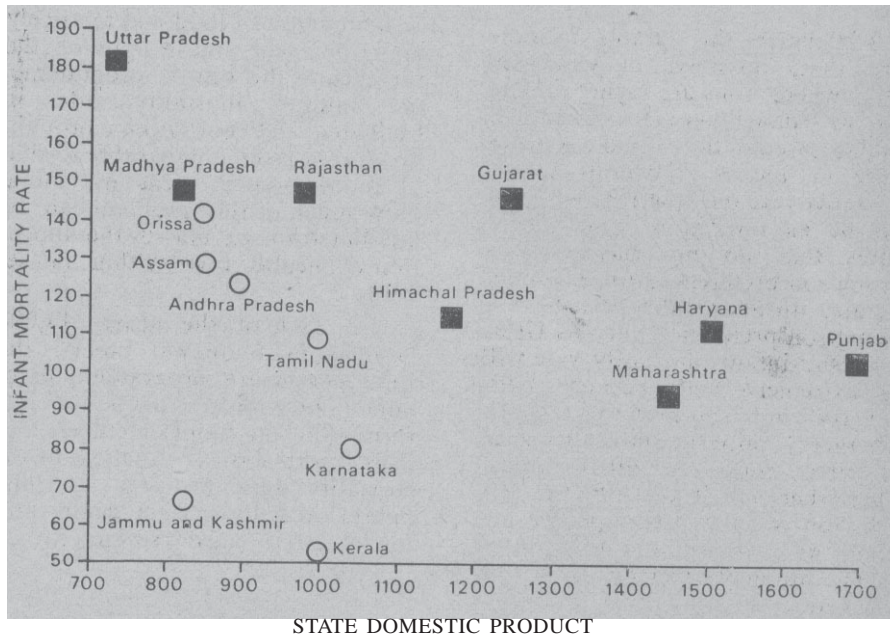 190
Uttar Pradesh
180
170
160
Madhya Pradesh
Rajasthan
Gujarat
150
140
Orissa
130
Assam
120
Andhra Pradesh
Himachal Pradesh
Haryana
110
Tamil Nadu
Punjab
100
Maharashtra
90
80
Karnataka
70
Jammu and Kashmir
60
50
Kerala
INFANT MORTALITY RATE
700 800 900 1000 1100 1200 1300 1400 1500 1600 1700
STATE DOMESTIC PRODUCT